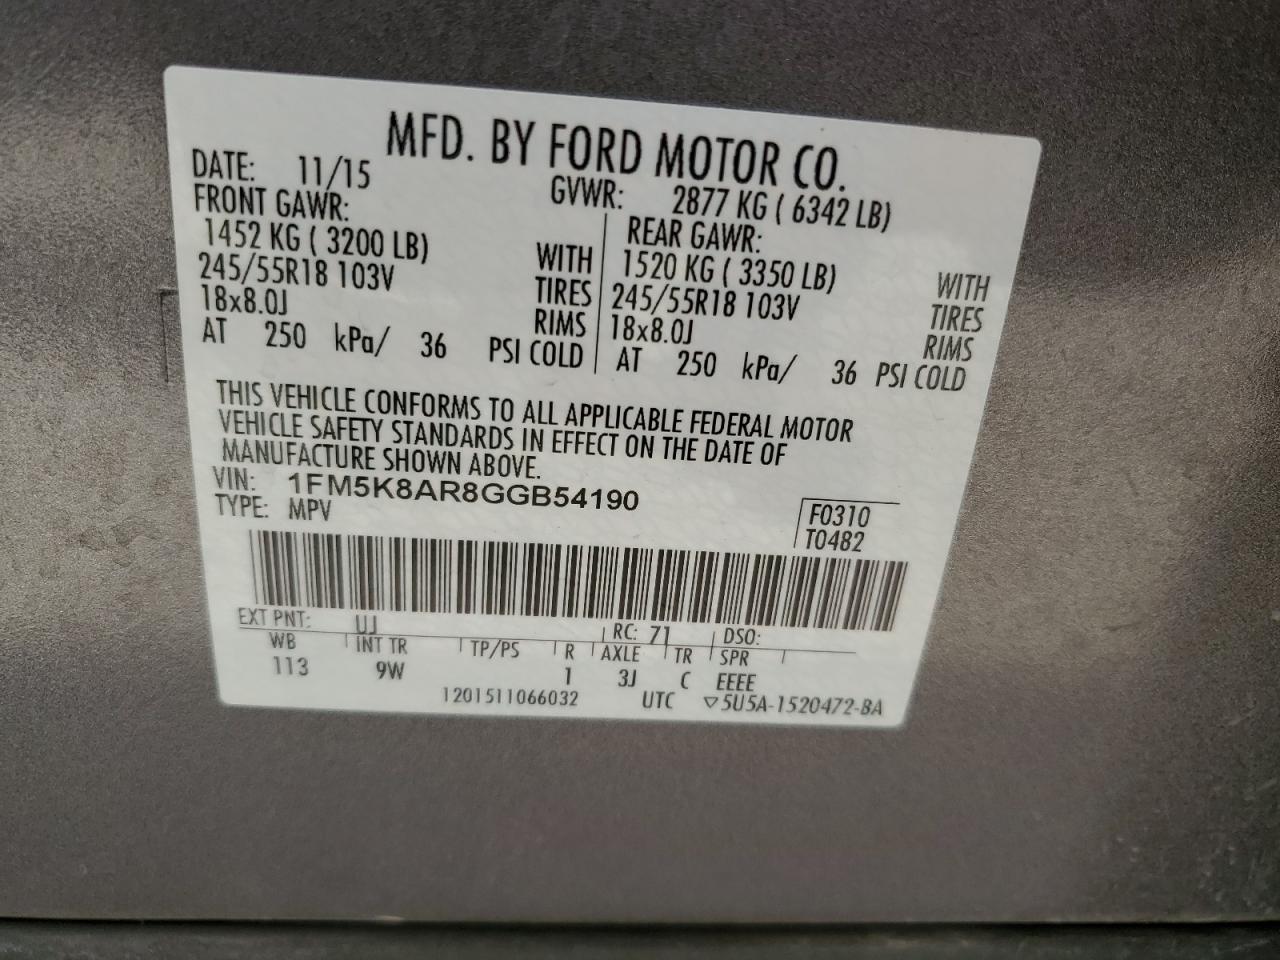 MFD. BY FORD MOTOR CO.
DATE: 11/15 GVWR: 2877 KG ( 6342 LB)
FRONT GAWR: REAR GAWR:
1452 KG ( 3200 LB) WITH 1520 KG ( 3350 LB) WITH
245/55R18 103V TIRES 245/55R18 103V TIRES
18x8.0J RIMS 18x8.0J RIMS
AT 250 kPa/ 36 PSI COLD AT 250 kPa/ 36 PSI COLD
THIS VEHICLE CONFORMS TO ALL APPLICABLE FEDERAL MOTOR
VEHICLE SAFETY STANDARDS IN EFFECT ON THE DATE OF
MANUFACTURE SHOWN ABOVE.
VIN: 1FM5K8AR8GGB54190
TYPE: MPV
F0310
T0482
EXT PNT: UJ RC: 71 DSO:
WB INT TR TP/PS R AXLE TR SPR
113 9W 1 3J C EEEE
1201511066032 UTC ▽5U5A-1520472-BA